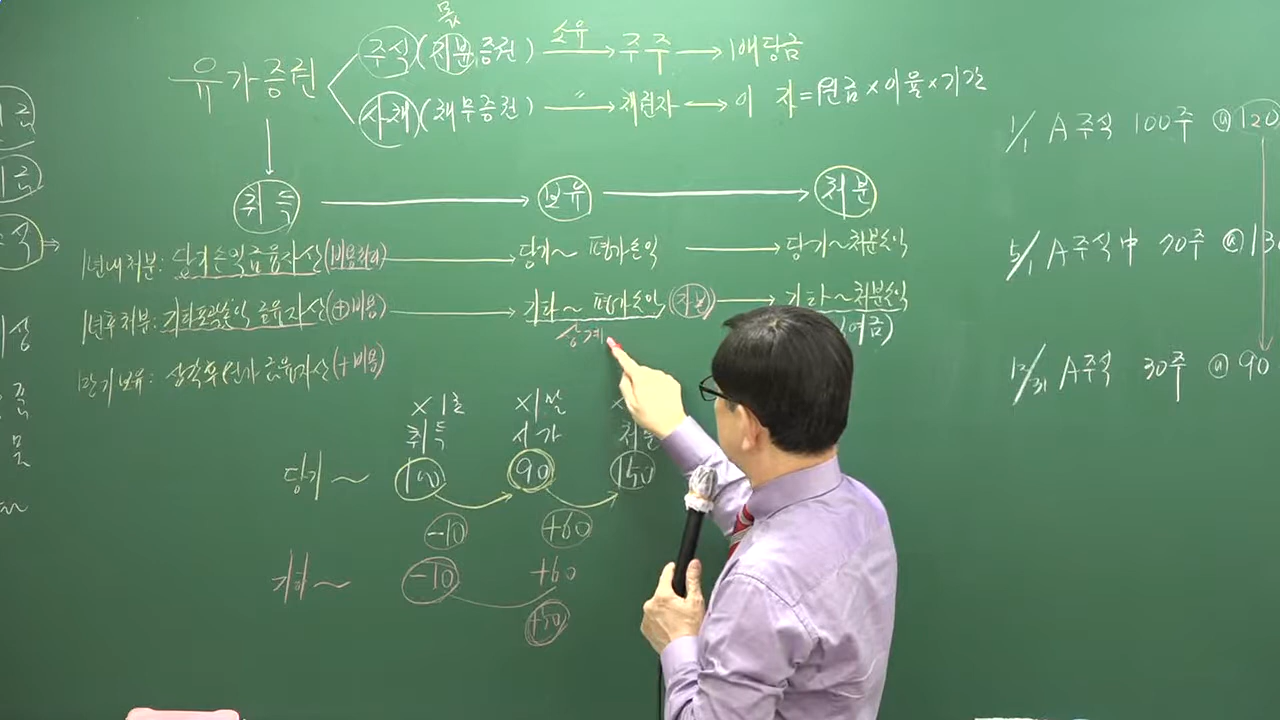 몫
유가증권
주식(지분증권) 소유 → 주주 → 배당금
사채(채무증권) 〃 → 채권자 ↔ 이 자=원금×이율×기간
취득 → 보유 → 처분
1년내처분: 당기손익금융자산(비용처리) → 당기~ 평가손익 → 당기~처분손익
1년후처분: 기타포괄손익 금융자산(+비용) → 기타~ 평가손익(자본) → 기타~처분손익
상계
만기보유: 상각후원가 금융자산(+비용)
×1초 ×1말
취득 시가 처분
당기~ 100 90 150
-10 +60
기타~ -10 +60
+50
1/1 A주식 100주 @120
5/1 A주식中 70주 @13
12/31 A주식 30주 @90